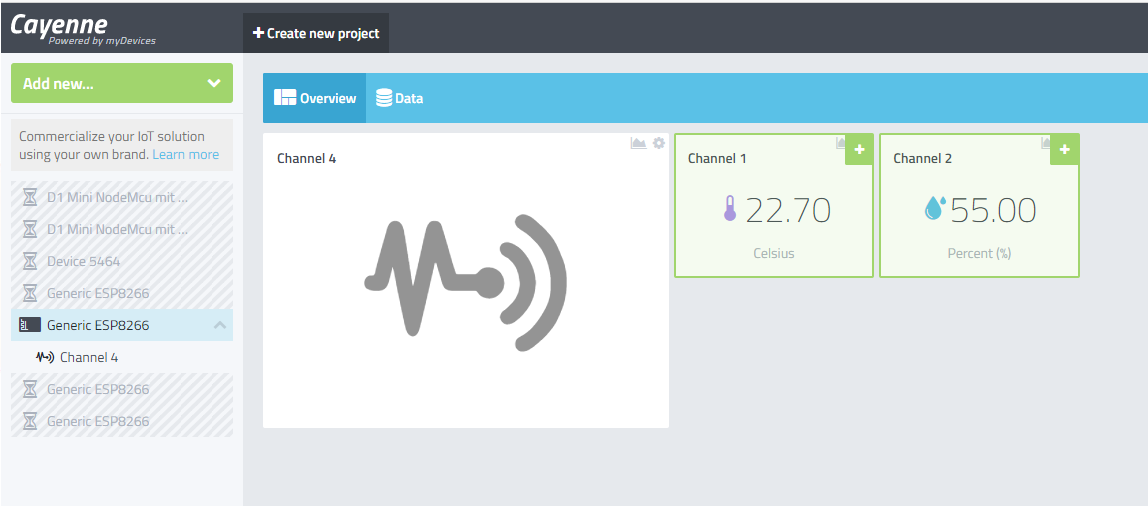 Cayenne
Powered by myDevices
Create new project
Add new...
Commercialize your IoT solution
using your own brand. Learn more
D1 Mini NodeMcu mit ...
D1 Mini NodeMcu mit ...
Device 5464
Generic ESP8266
Generic ESP8266
Channel 4
Generic ESP8266
Generic ESP8266
Overview
Data
Channel 4
Channel 1
22.70
Celsius
Channel 2
55.00
Percent (%)